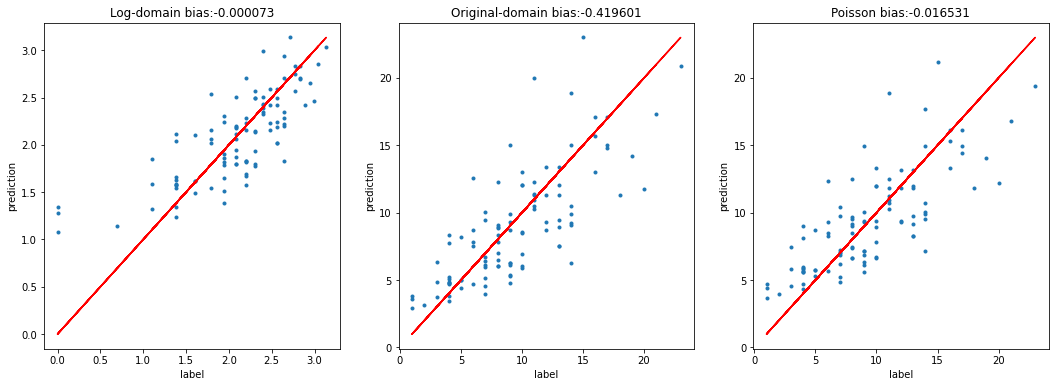 Log-domain bias:-0.000073
3.0
2.5
2.0
1.5
1.0
0.5
0.0
prediction
0.0 0.5 1.0 1.5 2.0 2.5 3.0
label
Original-domain bias:-0.419601
20
15
10
5
0
prediction
0 5 10 15 20
label
Poisson bias:-0.016531
20
15
10
5
0
prediction
0 5 10 15 20
label